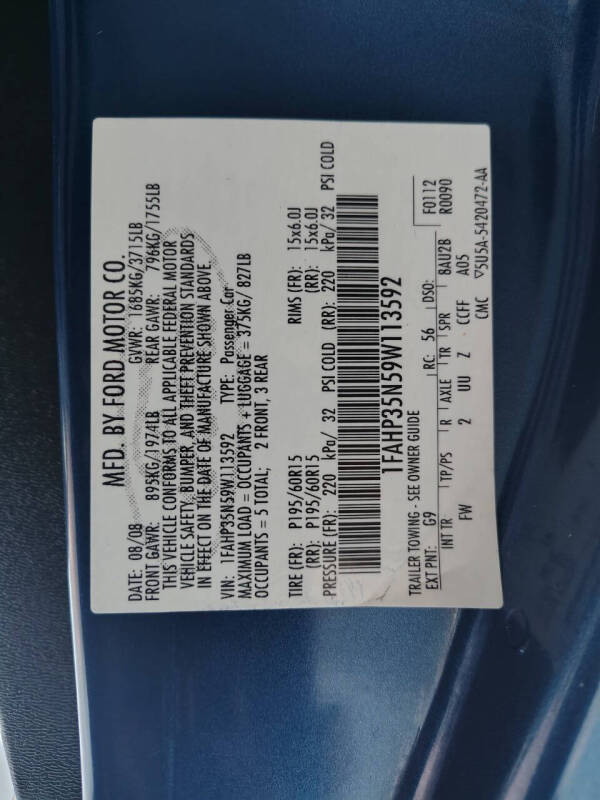 MFD. BY FORD MOTOR CO.
DATE: 08/08 GVWR: 1685KG/3715LB
FRONT GAWR: 895KG/1974LB REAR GAWR: 796KG/1755LB
THIS VEHICLE CONFORMS TO ALL APPLICABLE FEDERAL MOTOR
VEHICLE SAFETY, BUMPER, AND THEFT PREVENTION STANDARDS
IN EFFECT ON THE DATE OF MANUFACTURE SHOWN ABOVE.
VIN: 1FAHP35N59W113592 TYPE: Passenger Car
MAXIMUM LOAD = OCCUPANTS + LUGGAGE = 375KG/ 827LB
OCCUPANTS = 5 TOTAL; 2 FRONT, 3 REAR
TIRE (FR): P195/60R15 RIMS (FR): 15x6.0J
(RR): P195/60R15 (RR): 15x6.0J
PRESSURE (FR): 220 kPa/ 32 PSI COLD (RR): 220 kPa/ 32 PSI COLD
1FAHP35N59W113592
TRAILER TOWING - SEE OWNER GUIDE F0112
EXT PNT: G9 RC: 56 DSO: R0090
INT TR TP/PS R AXLE TR SPR 8AU2B
FW 2 UU Z CCFF A05
CMC ▽5U5A-5420472-AA